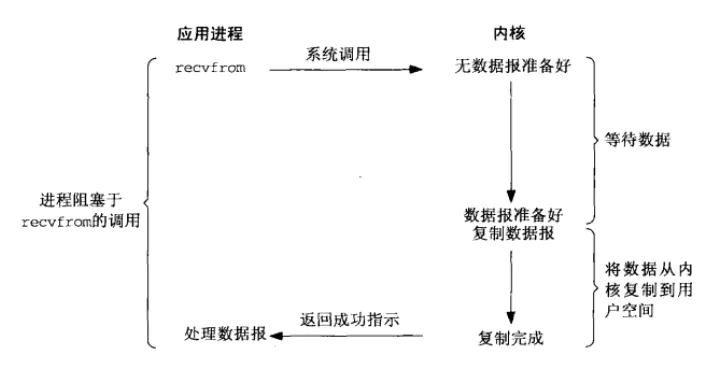 应用进程
内核
系统调用
recvfrom
无数据报准备好
等待数据
进程阻塞于
recvfrom的调用
数据报准备好
复制数据报
将数据从内
核复制到用
户空间
返回成功指示
处理数据报
复制完成